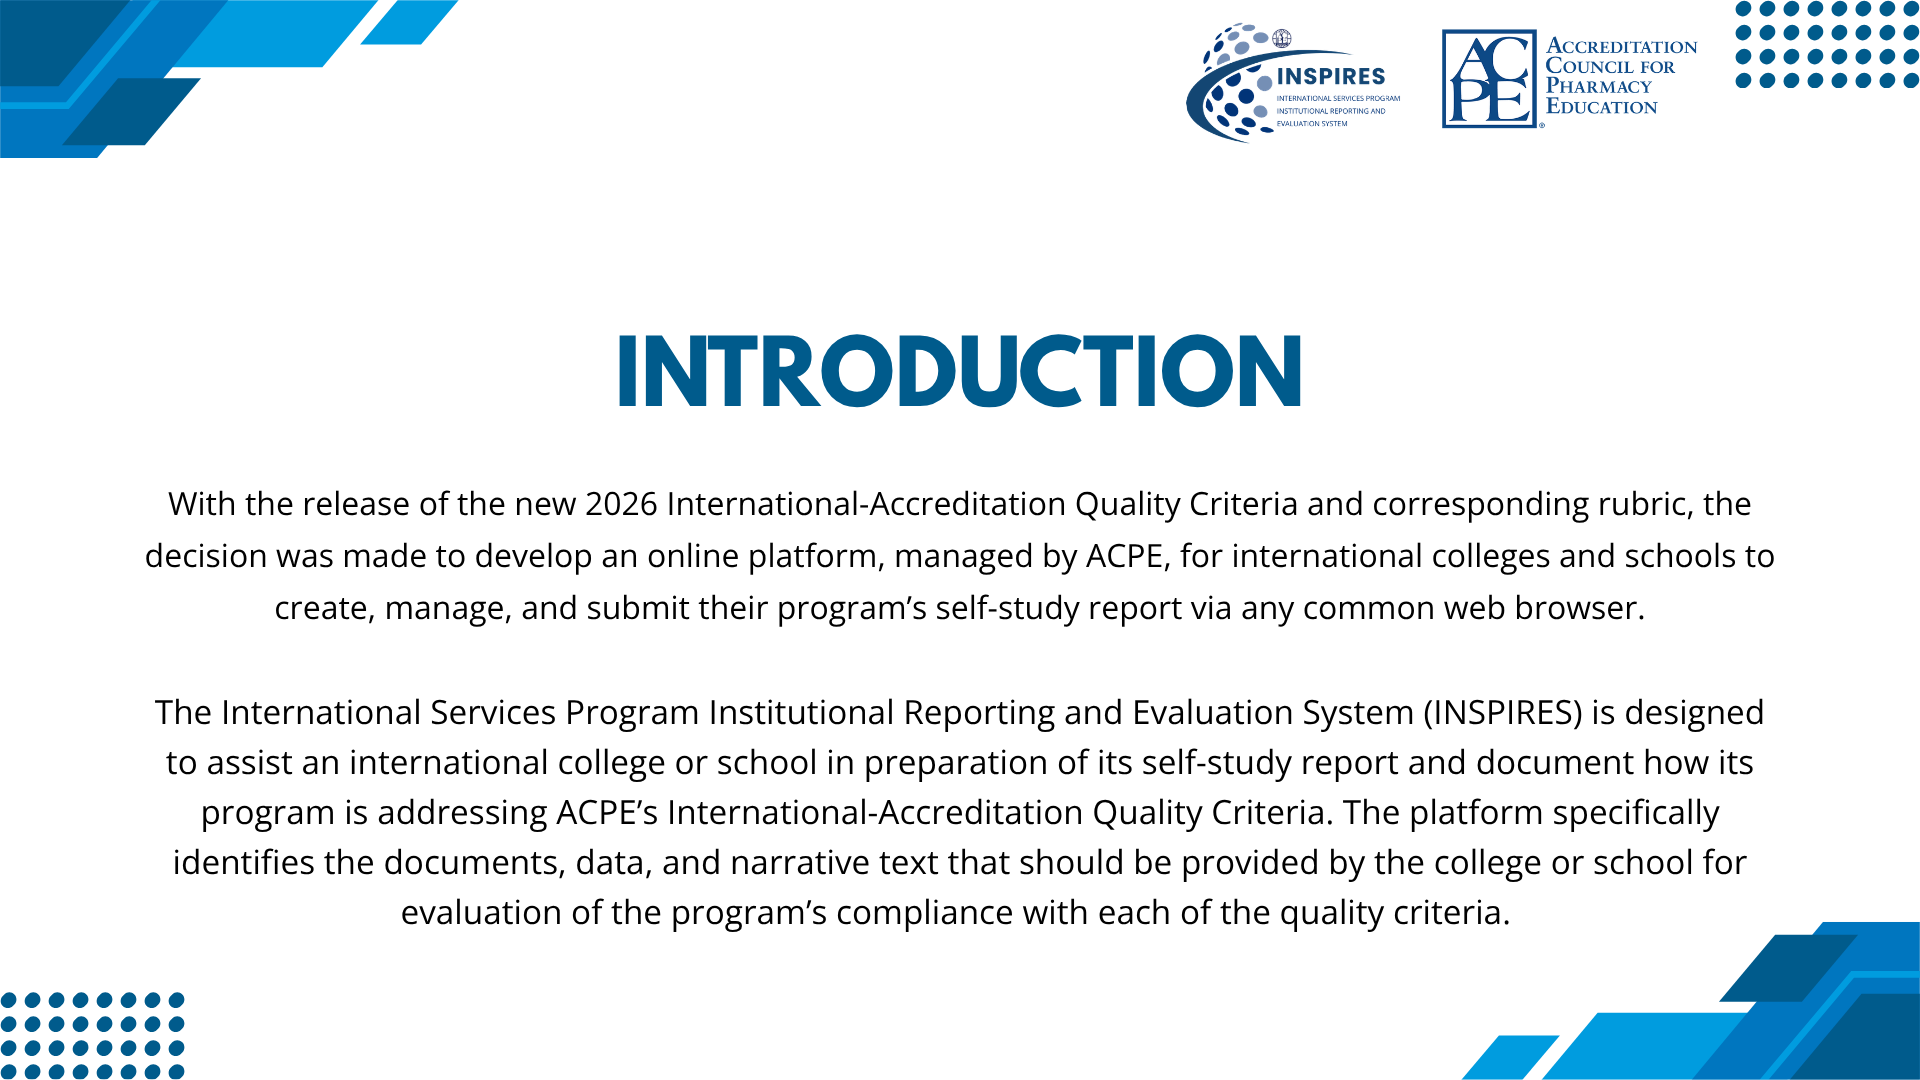 INSPIRES
INTERNATIONAL SERVICES PROGRAM
INSTITUTIONAL REPORTING AND
EVALUATION SYSTEM
ACPE
®
ACCREDITATION
COUNCIL FOR
PHARMACY
EDUCATION
INTRODUCTION
With the release of the new 2026 International-Accreditation Quality Criteria and corresponding rubric, the
decision was made to develop an online platform, managed by ACPE, for international colleges and schools to
create, manage, and submit their program’s self-study report via any common web browser.
The International Services Program Institutional Reporting and Evaluation System (INSPIRES) is designed
to assist an international college or school in preparation of its self-study report and document how its
program is addressing ACPE’s International-Accreditation Quality Criteria. The platform specifically
identifies the documents, data, and narrative text that should be provided by the college or school for
evaluation of the program’s compliance with each of the quality criteria.